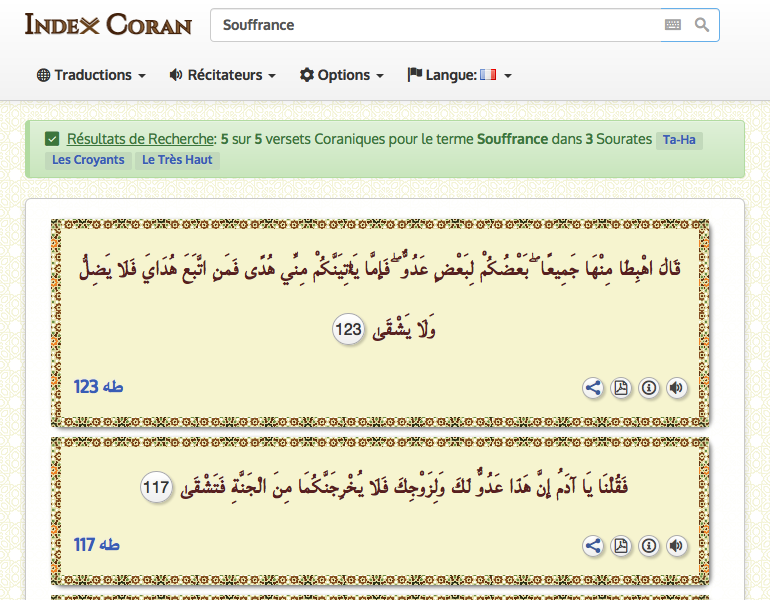 INDEX CORAN
Souffrance
Traductions
Récitateurs
Options
Langue:
Résultats de Recherche: 5 sur 5 versets Coraniques pour le terme Souffrance dans 3 Sourates Ta-Ha
Les Croyants Le Très Haut
قَالَ اهْبِطَا مِنْهَا جَمِيعًا ۖ بَعْضُكُمْ لِبَعْضٍ عَدُوٌّ ۖ فَإِمَّا يَأْتِيَنَّكُمْ مِنِّي هُدًى فَمَنِ اتَّبَعَ هُدَايَ فَلَا يَضِلُّ
وَلَا يَشْقَىٰ 123
طه 123
فَقُلْنَا يَا آدَمُ إِنَّ هَٰذَا عَدُوٌّ لَكَ وَلِزَوْجِكَ فَلَا يُخْرِجَنَّكُمَا مِنَ الْجَنَّةِ فَتَشْقَىٰ 117
طه 117